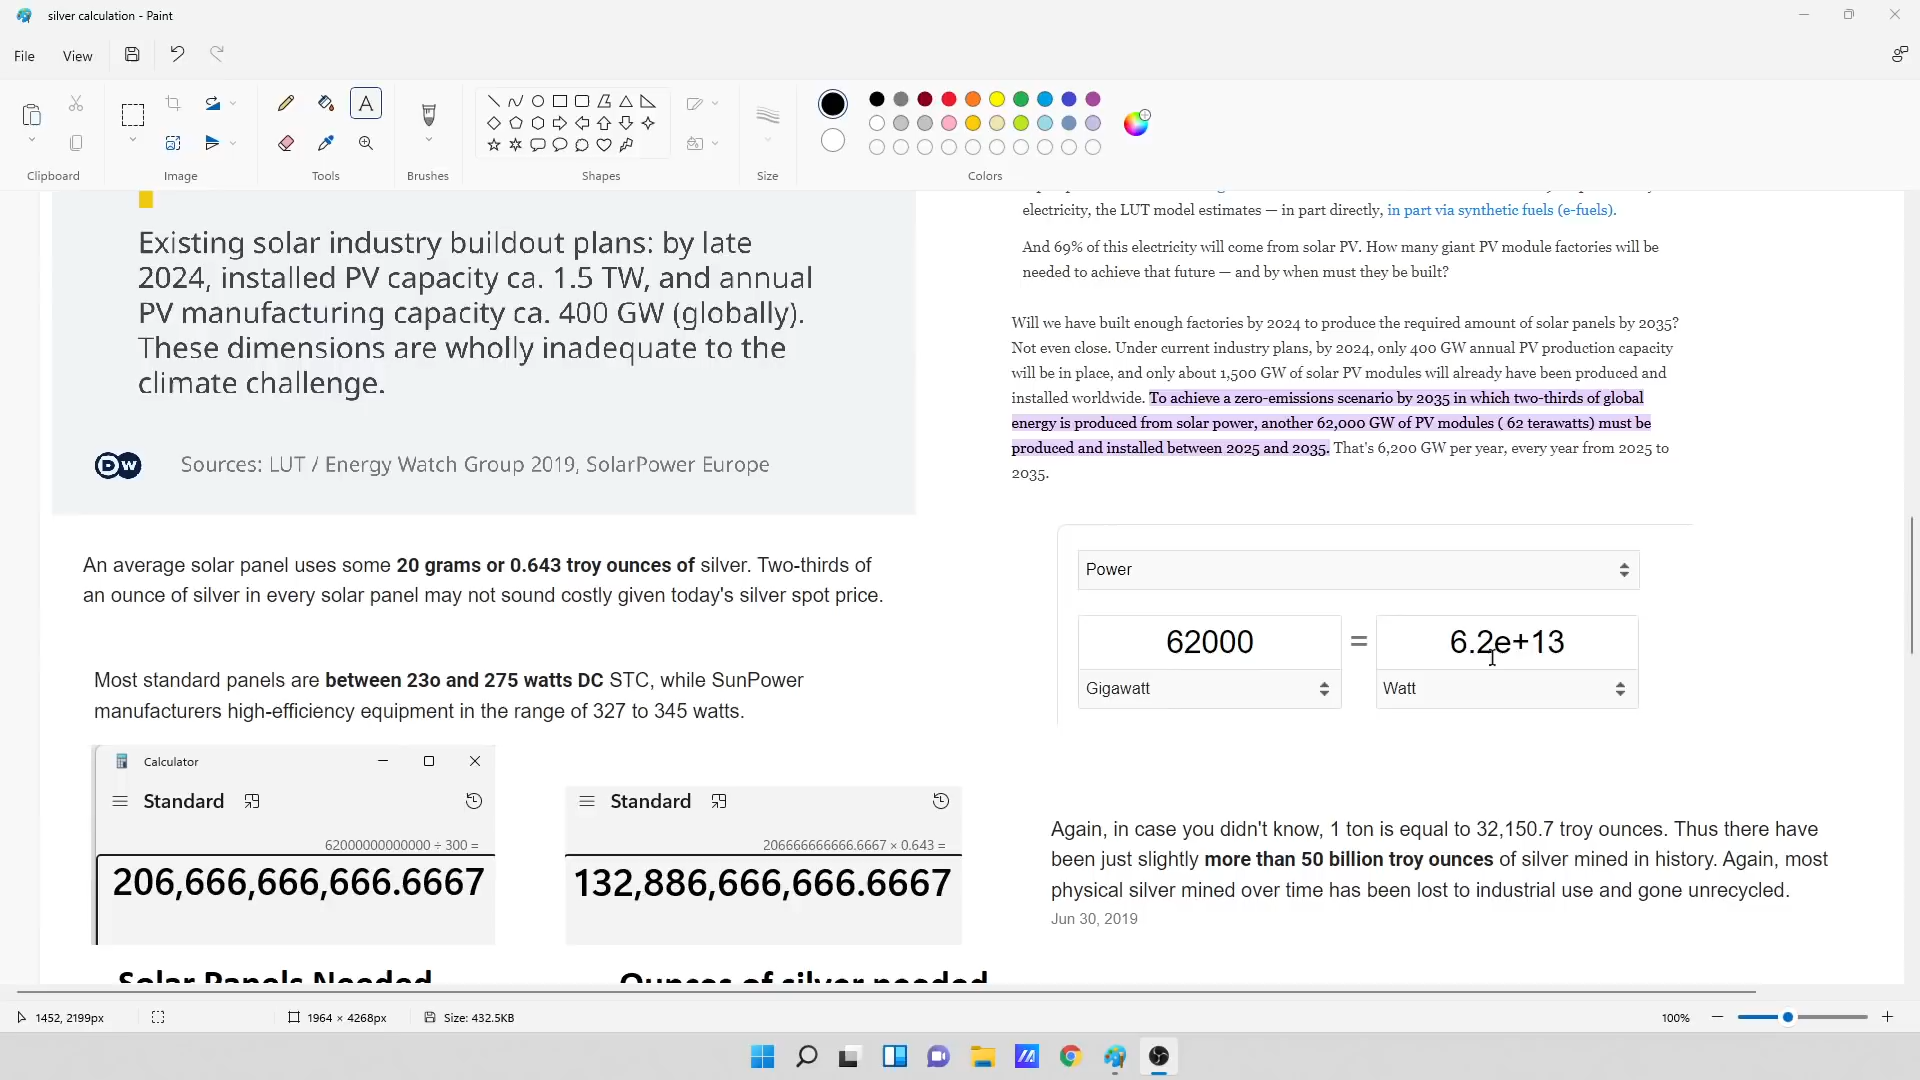 silver calculation - Paint
File
View
Clipboard
Image
Tools
Brushes
Shapes
Size
Colors
Existing solar industry buildout plans: by late
2024, installed PV capacity ca. 1.5 TW, and annual
PV manufacturing capacity ca. 400 GW (globally).
These dimensions are wholly inadequate to the
climate challenge.
DW
Sources: LUT / Energy Watch Group 2019, SolarPower Europe
An average solar panel uses some 20 grams or 0.643 troy ounces of silver. Two-thirds of
an ounce of silver in every solar panel may not sound costly given today's silver spot price.
Most standard panels are between 23o and 275 watts DC STC, while SunPower
manufacturers high-efficiency equipment in the range of 327 to 345 watts.
Calculator
Standard
62000000000000 ÷ 300 =
206,666,666,666.6667
Solar Panels Needed
Standard
206666666666.6667 × 0.643 =
132,886,666,666.6667
Ounces of silver needed
electricity, the LUT model estimates — in part directly, in part via synthetic fuels (e-fuels).
And 69% of this electricity will come from solar PV. How many giant PV module factories will be
needed to achieve that future — and by when must they be built?
Will we have built enough factories by 2024 to produce the required amount of solar panels by 2035?
Not even close. Under current industry plans, by 2024, only 400 GW annual PV production capacity
will be in place, and only about 1,500 GW of solar PV modules will already have been produced and
installed worldwide. To achieve a zero-emissions scenario by 2035 in which two-thirds of global
energy is produced from solar power, another 62,000 GW of PV modules ( 62 terawatts) must be
produced and installed between 2025 and 2035. That's 6,200 GW per year, every year from 2025 to
2035.
Power
62000 = 6.2e+13
Gigawatt
Watt
Again, in case you didn't know, 1 ton is equal to 32,150.7 troy ounces. Thus there have
been just slightly more than 50 billion troy ounces of silver mined in history. Again, most
physical silver mined over time has been lost to industrial use and gone unrecycled.
Jun 30, 2019
1452, 2199px
1964 × 4268px
Size: 432.5KB
100%